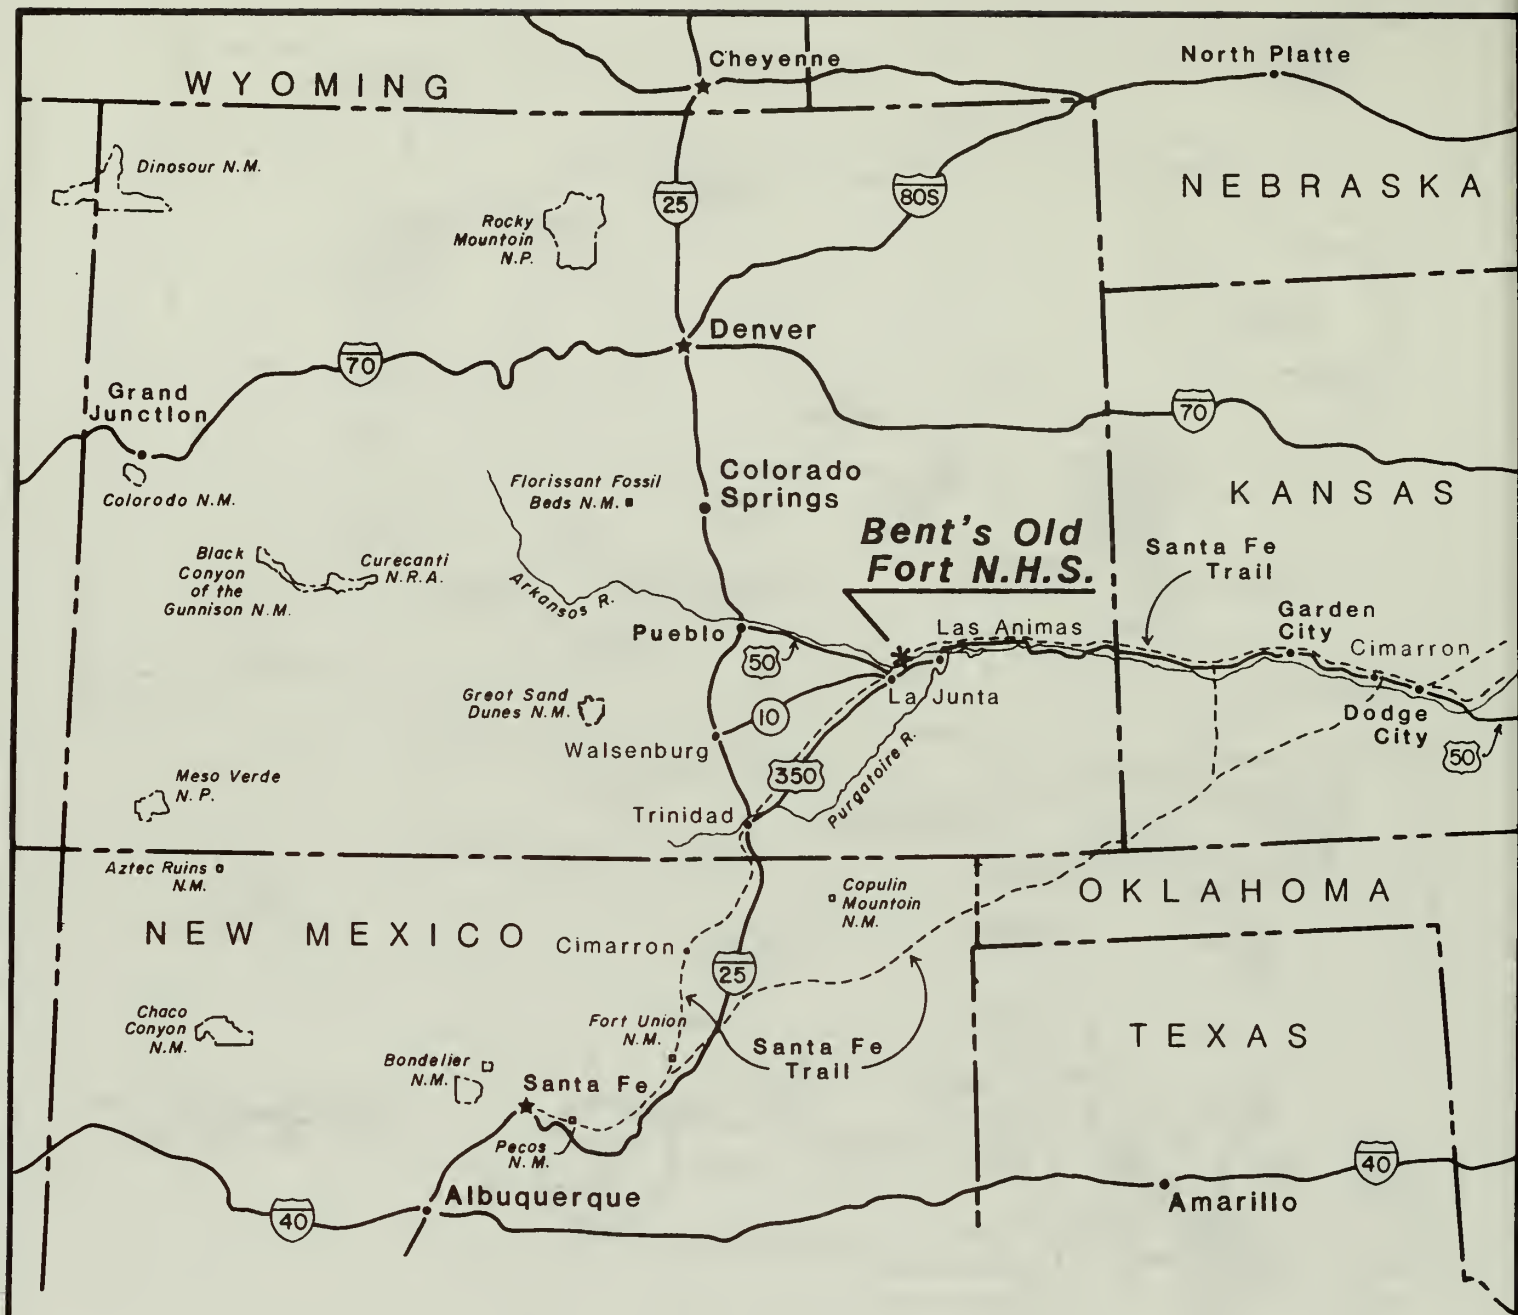 WYOMING
Cheyenne
North Platte
Dinosour N.M.
Rocky
Mountain
N.P.
25
80S
NEBRASKA
Denver
70
Grand
Junction
70
Colorado N.M.
Florissant Fossil
Beds N.M.
Colorado
Springs
KANSAS
Bent's Old
Fort N.H.S.
Santa Fe
Trail
Black
Conyon
of the
Gunnison N.M.
Curecanti
N.R.A.
Arkansos R.
Pueblo
50
Las Animas
Garden
City
Cimarron
La Junta
Dodge
City
50
Great Sand
Dunes N.M.
10
Walsenburg
350
Purgatoire R.
Meso Verde
N.P.
Trinidad
Aztec Ruins
N.M.
Copulin
Mountain
N.M.
OKLAHOMA
NEW MEXICO
Cimarron
25
Chaco
Conyon
N.M.
Fort Union
N.M.
Santa Fe
Trail
TEXAS
Bondelier
N.M.
Santa Fe
Pecos
N.M.
Albuquerque
40
Amarillo
40